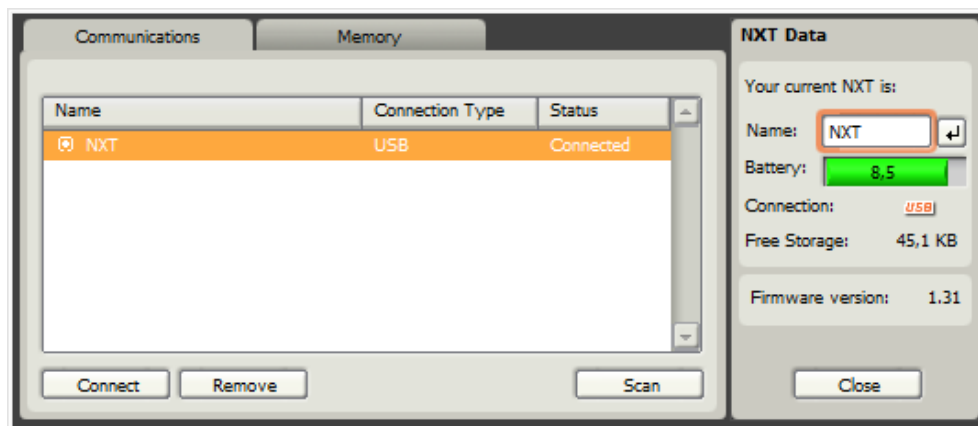 Communications
Memory
Name Connection Type Status
NXT USB Connected
Connect Remove Scan
NXT Data
Your current NXT is:
Name: NXT
Battery: 8,5
Connection: USB
Free Storage: 45,1 KB
Firmware version: 1.31
Close